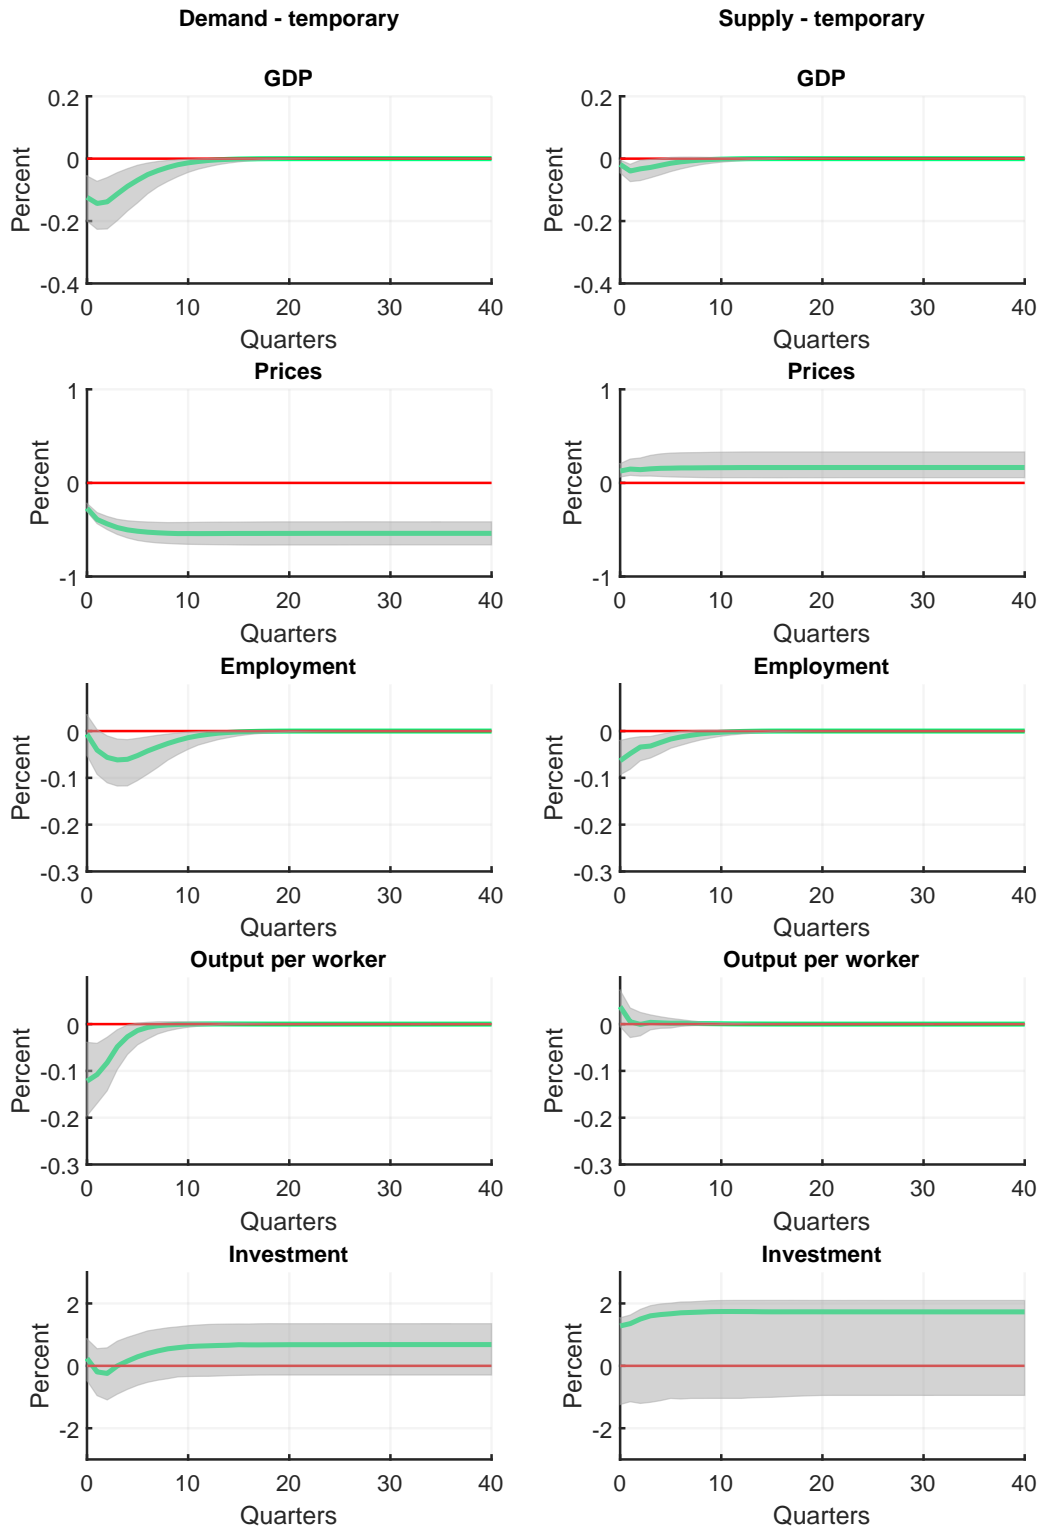 Demand - temporary
Supply - temporary
GDP
0.2
0
-0.2
-0.4
Percent
0 10 20 30 40
Quarters
GDP
0.2
0
-0.2
-0.4
Percent
0 10 20 30 40
Quarters
Prices
1
0
-1
Percent
0 10 20 30 40
Quarters
Prices
1
0
-1
Percent
0 10 20 30 40
Quarters
Employment
0
-0.1
-0.2
-0.3
Percent
0 10 20 30 40
Quarters
Employment
0
-0.1
-0.2
-0.3
Percent
0 10 20 30 40
Quarters
Output per worker
0
-0.1
-0.2
-0.3
Percent
0 10 20 30 40
Quarters
Output per worker
0
-0.1
-0.2
-0.3
Percent
0 10 20 30 40
Quarters
Investment
2
0
-2
Percent
0 10 20 30 40
Quarters
Investment
2
0
-2
Percent
0 10 20 30 40
Quarters